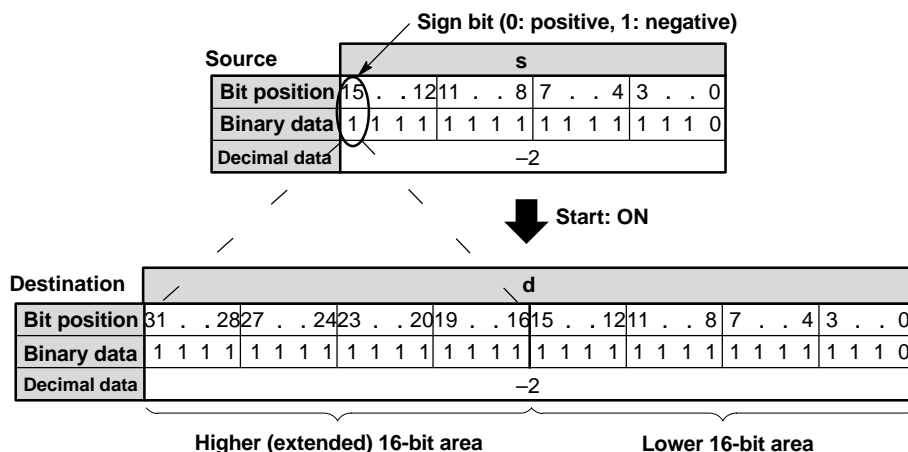 Sign bit (0: positive, 1: negative)
Source s
Bit position 15 . . 12 11 . . 8 7 . . 4 3 . . 0
Binary data 1 1 1 1 1 1 1 1 1 1 1 1 1 1 1 0
Decimal data –2
Start: ON
Destination d
Bit position 31 . . 28 27 . . 24 23 . . 20 19 . . 16 15 . . 12 11 . . 8 7 . . 4 3 . . 0
Binary data 1 1 1 1 1 1 1 1 1 1 1 1 1 1 1 1 1 1 1 1 1 1 1 1 1 1 1 1 1 1 1 0
Decimal data –2
Higher (extended) 16-bit area Lower 16-bit area